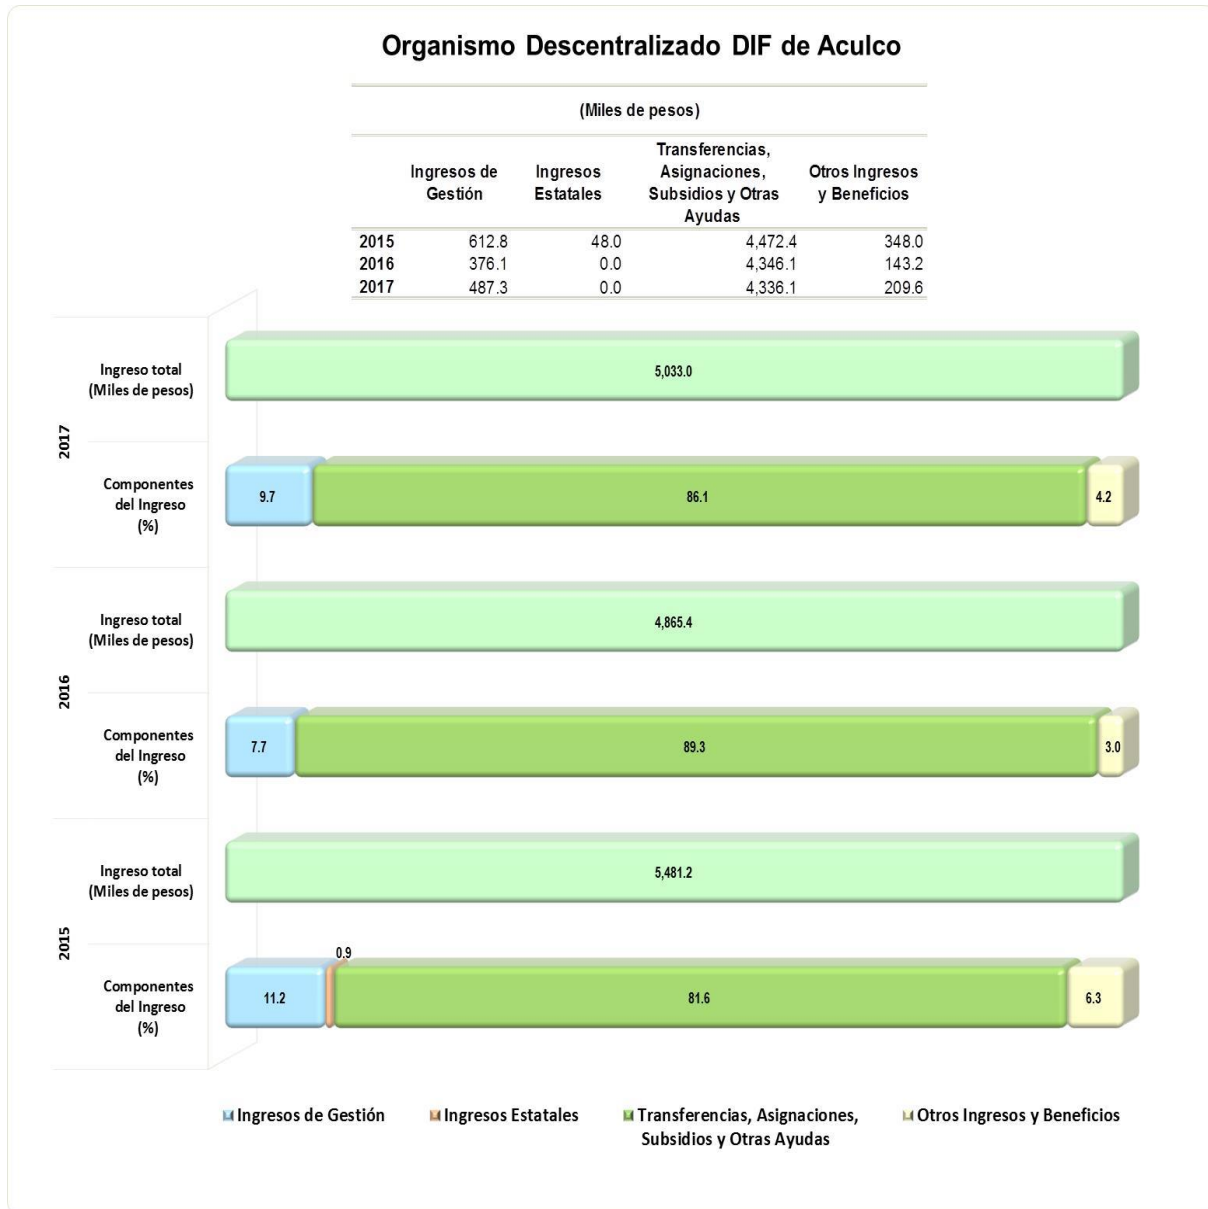 Organismo Descentralizado DIF de Aculco
(Miles de pesos)
Ingresos de Gestión
Ingresos Estatales
Transferencias, Asignaciones, Subsidios y Otras Ayudas
Otros Ingresos y Beneficios
2015 612.8 48.0 4,472.4 348.0
2016 376.1 0.0 4,346.1 143.2
2017 487.3 0.0 4,336.1 209.6
2017
Ingreso total
(Miles de pesos)
5,033.0
Componentes
del Ingreso
(%)
9.7 86.1 4.2
2016
Ingreso total
(Miles de pesos)
4,865.4
Componentes
del Ingreso
(%)
7.7 89.3 3.0
2015
Ingreso total
(Miles de pesos)
5,481.2
Componentes
del Ingreso
(%)
11.2 0.9 81.6 6.3
Ingresos de Gestión
Ingresos Estatales
Transferencias, Asignaciones,
Subsidios y Otras Ayudas
Otros Ingresos y Beneficios